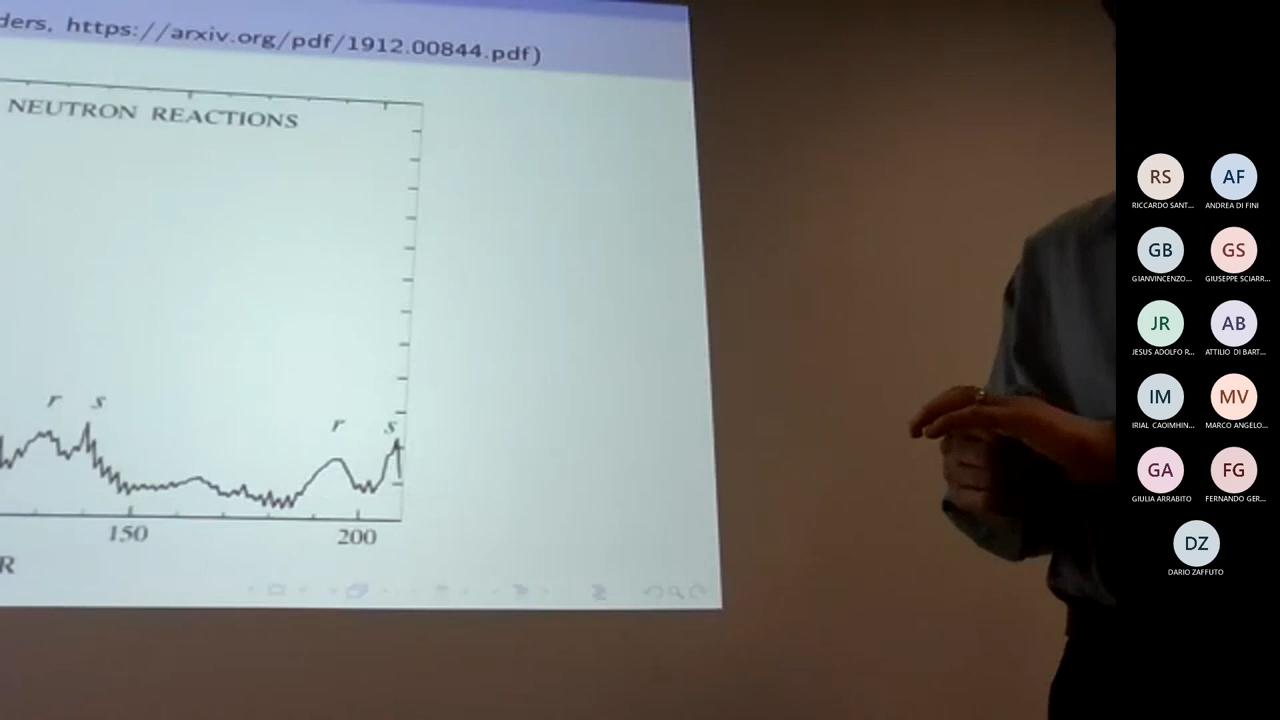 ders, https://arxiv.org/pdf/1912.00844.pdf)
NEUTRON REACTIONS
r s
r s
150 200
R
RS AF
RICCARDO SANT... ANDREA DI FINI
GB GS
GIANVINCENZO... GIUSEPPE SCIARR...
JR AB
JESUS ADOLFO R... ATTILIO DI BART...
IM MV
IRIAL CAOIMHIN... MARCO ANGELO...
GA FG
GIULIA ARRABITO FERNANDO GER...
DZ
DARIO ZAFFUTO